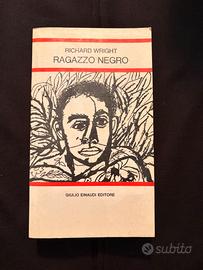 RICHARD WRIGHT
RAGAZZO NEGRO
GIULIO EINAUDI EDITORE
subito